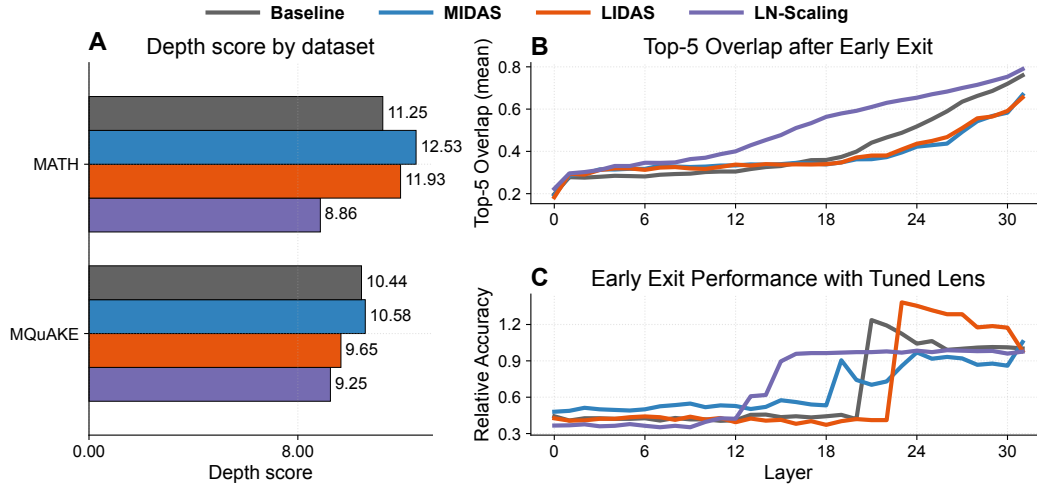 Baseline MIDAS LIDAS LN-Scaling
A Depth score by dataset
MATH
11.25
12.53
11.93
8.86
MQuAKE
10.44
10.58
9.65
9.25
0.00 8.00
Depth score
B Top-5 Overlap after Early Exit
Top-5 Overlap (mean)
0.8
0.6
0.4
0.2
0 6 12 18 24 30
C Early Exit Performance with Tuned Lens
Relative Accuracy
1.2
0.9
0.6
0.3
0 6 12 18 24 30
Layer